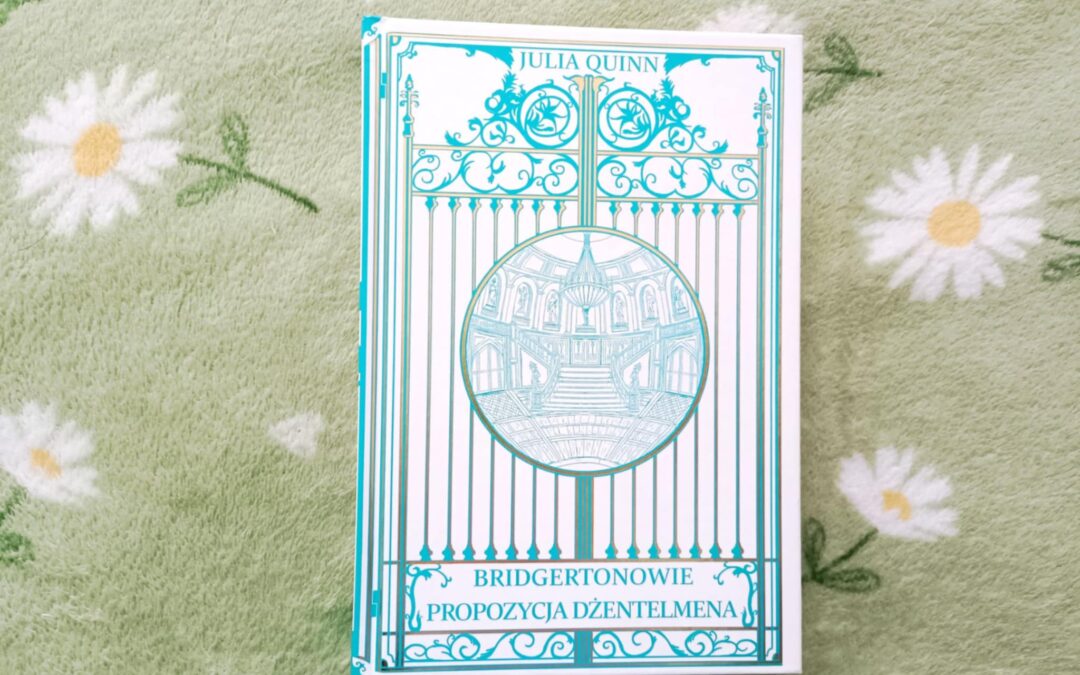 JULIA QUINN
BRIDGERTONOWIE
PROPOZYCJA DŻENTELMENA